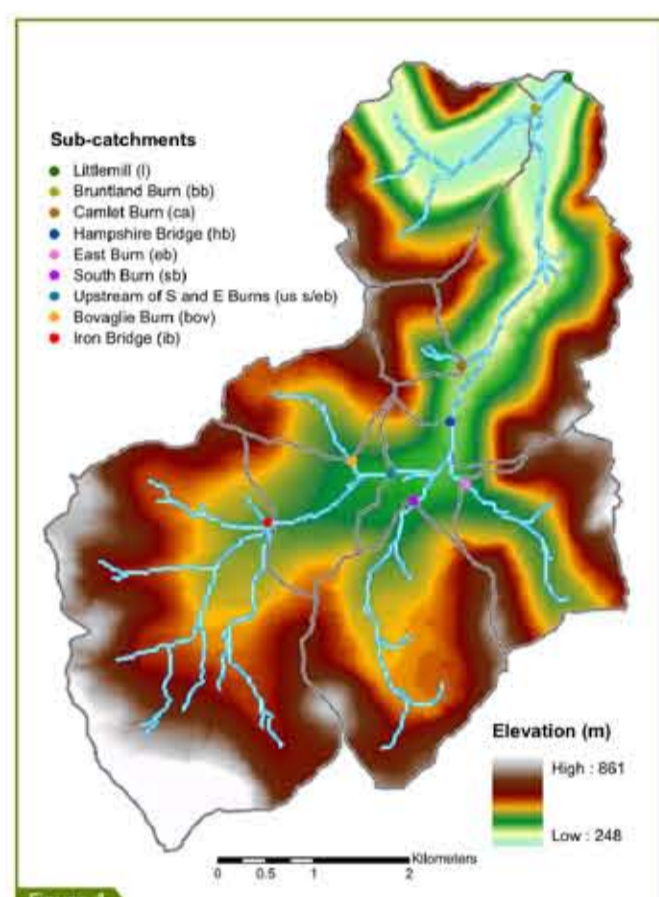 Sub-catchments
Littlemill (l)
Bruntland Burn (bb)
Camlet Burn (ca)
Hampshire Bridge (hb)
East Burn (eb)
South Burn (sb)
Upstream of S and E Burns (us s/eb)
Bovaglie Burn (bov)
Iron Bridge (ib)
Elevation (m)
High : 861
Low : 248
Kilometers
0 0.5 1 2